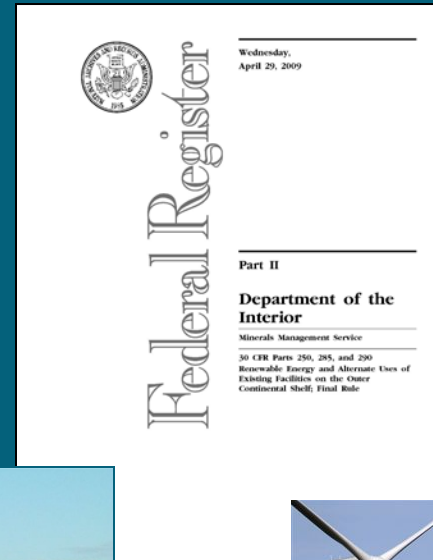 Federal Register
Wednesday,
April 29, 2009
Part II
Department of the
Interior
Minerals Management Service
30 CFR Parts 250, 285, and 290
Renewable Energy and Alternate Uses of
Existing Facilities on the Outer
Continental Shelf; Final Rule